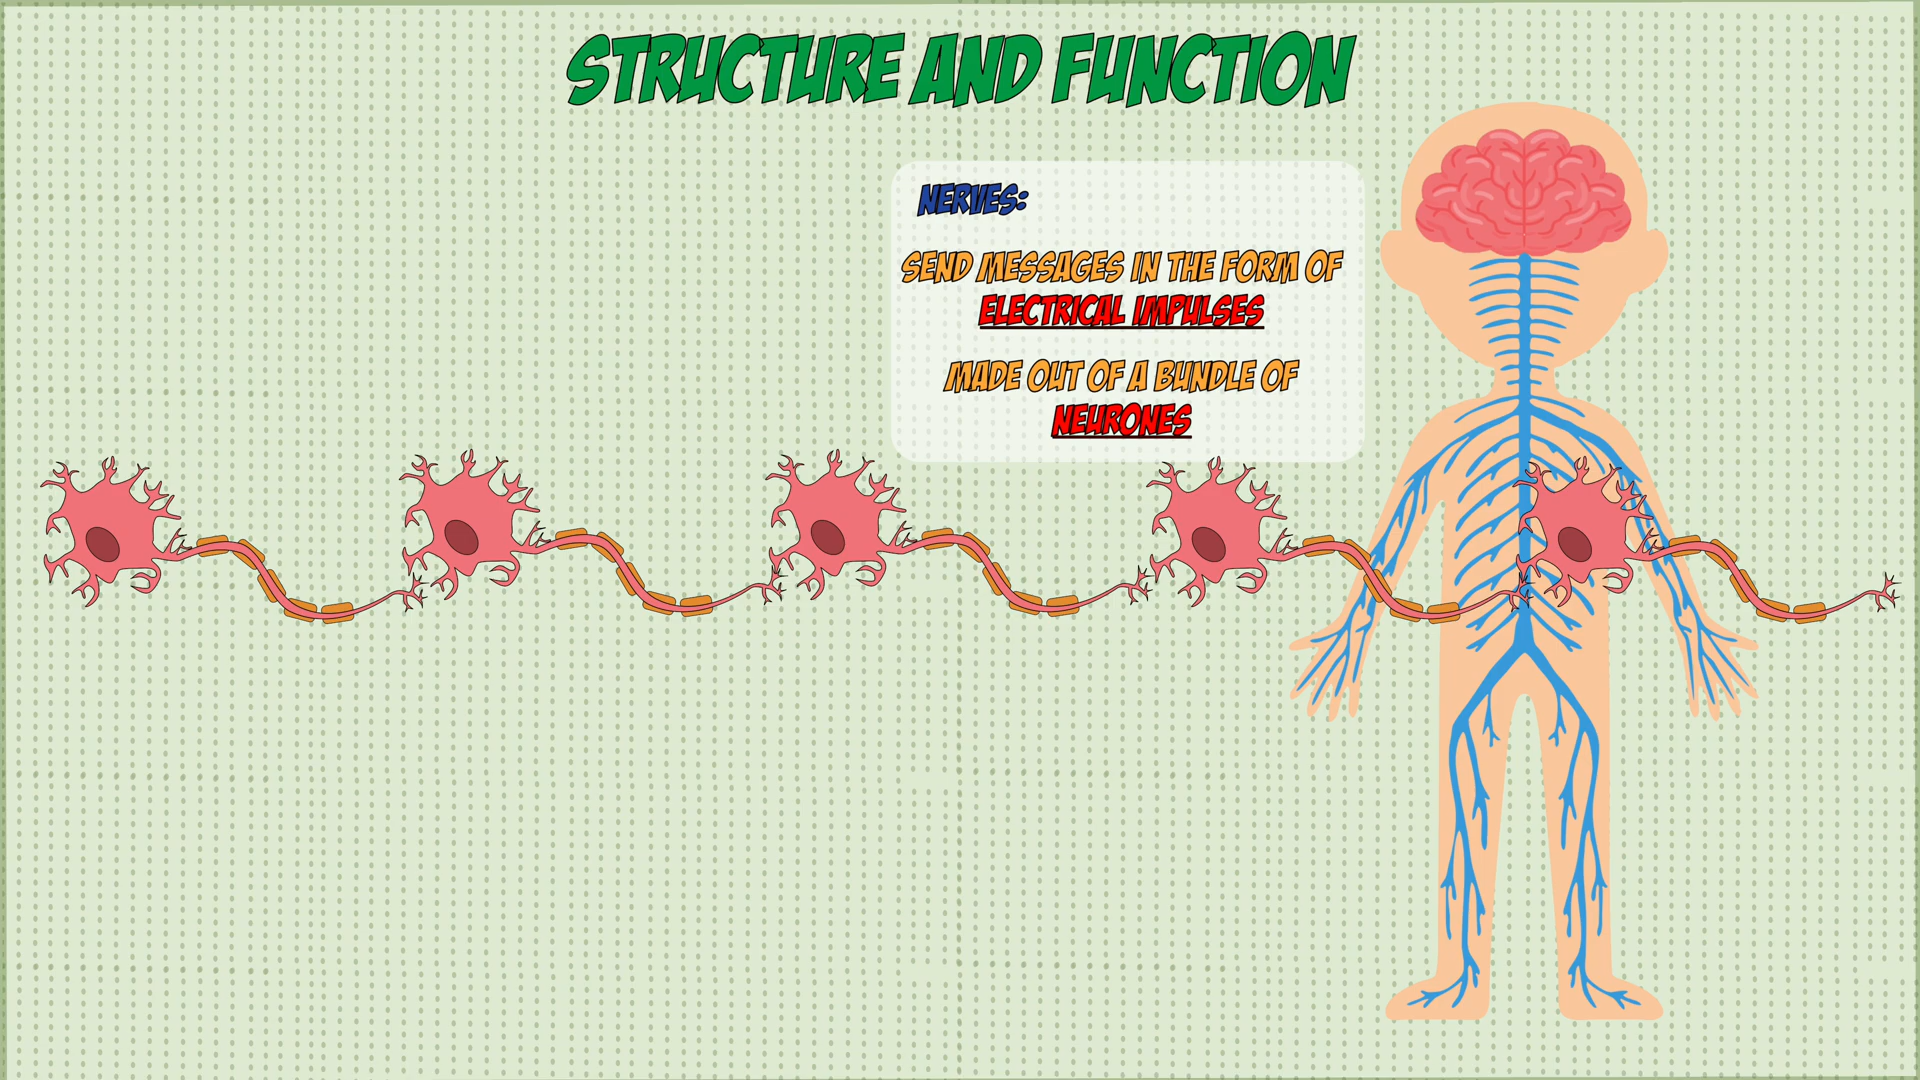 STRUCTURE AND FUNCTION
NERVES:
SEND MESSAGES IN THE FORM OF
ELECTRICAL IMPULSES
MADE OUT OF A BUNDLE OF
NEURONES